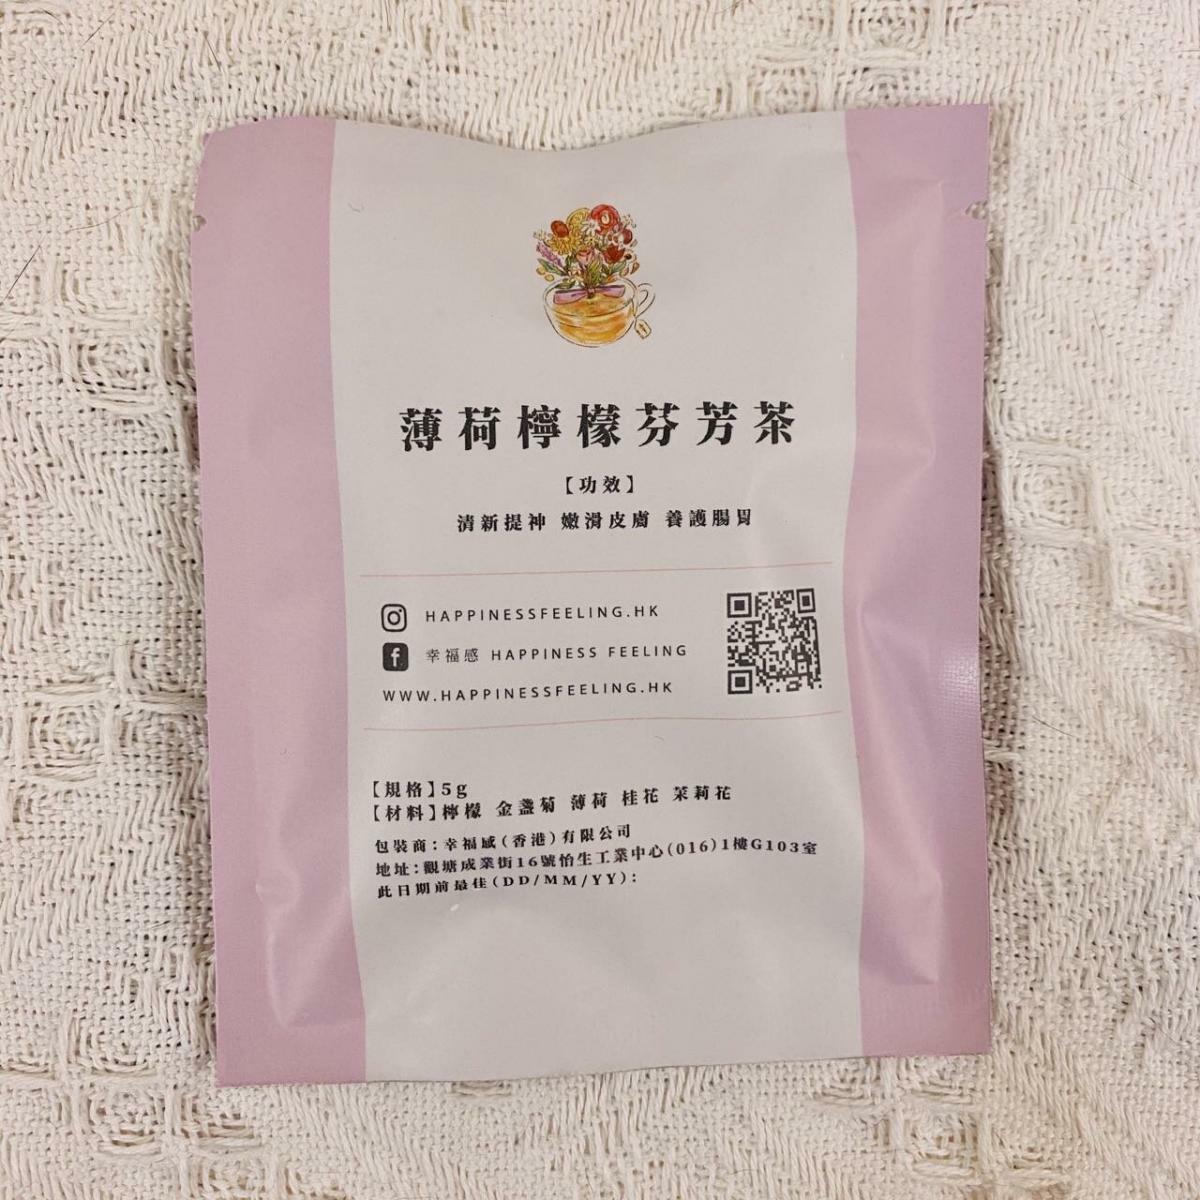 薄荷檸檬芬芳茶
【功效】
清新提神 嫩滑皮膚 養護腸胃
HAPPINESSFEELING.HK
幸福感 HAPPINESS FEELING
WWW.HAPPINESSFEELING.HK
【規格】5g
【材料】檸檬 金盞菊 薄荷 桂花 茉莉花
包裝商：幸福感（香港）有限公司
地址：觀塘成業街16號怡生工業中心（016）1樓G103室
此日期前最佳（DD/MM/YY）：